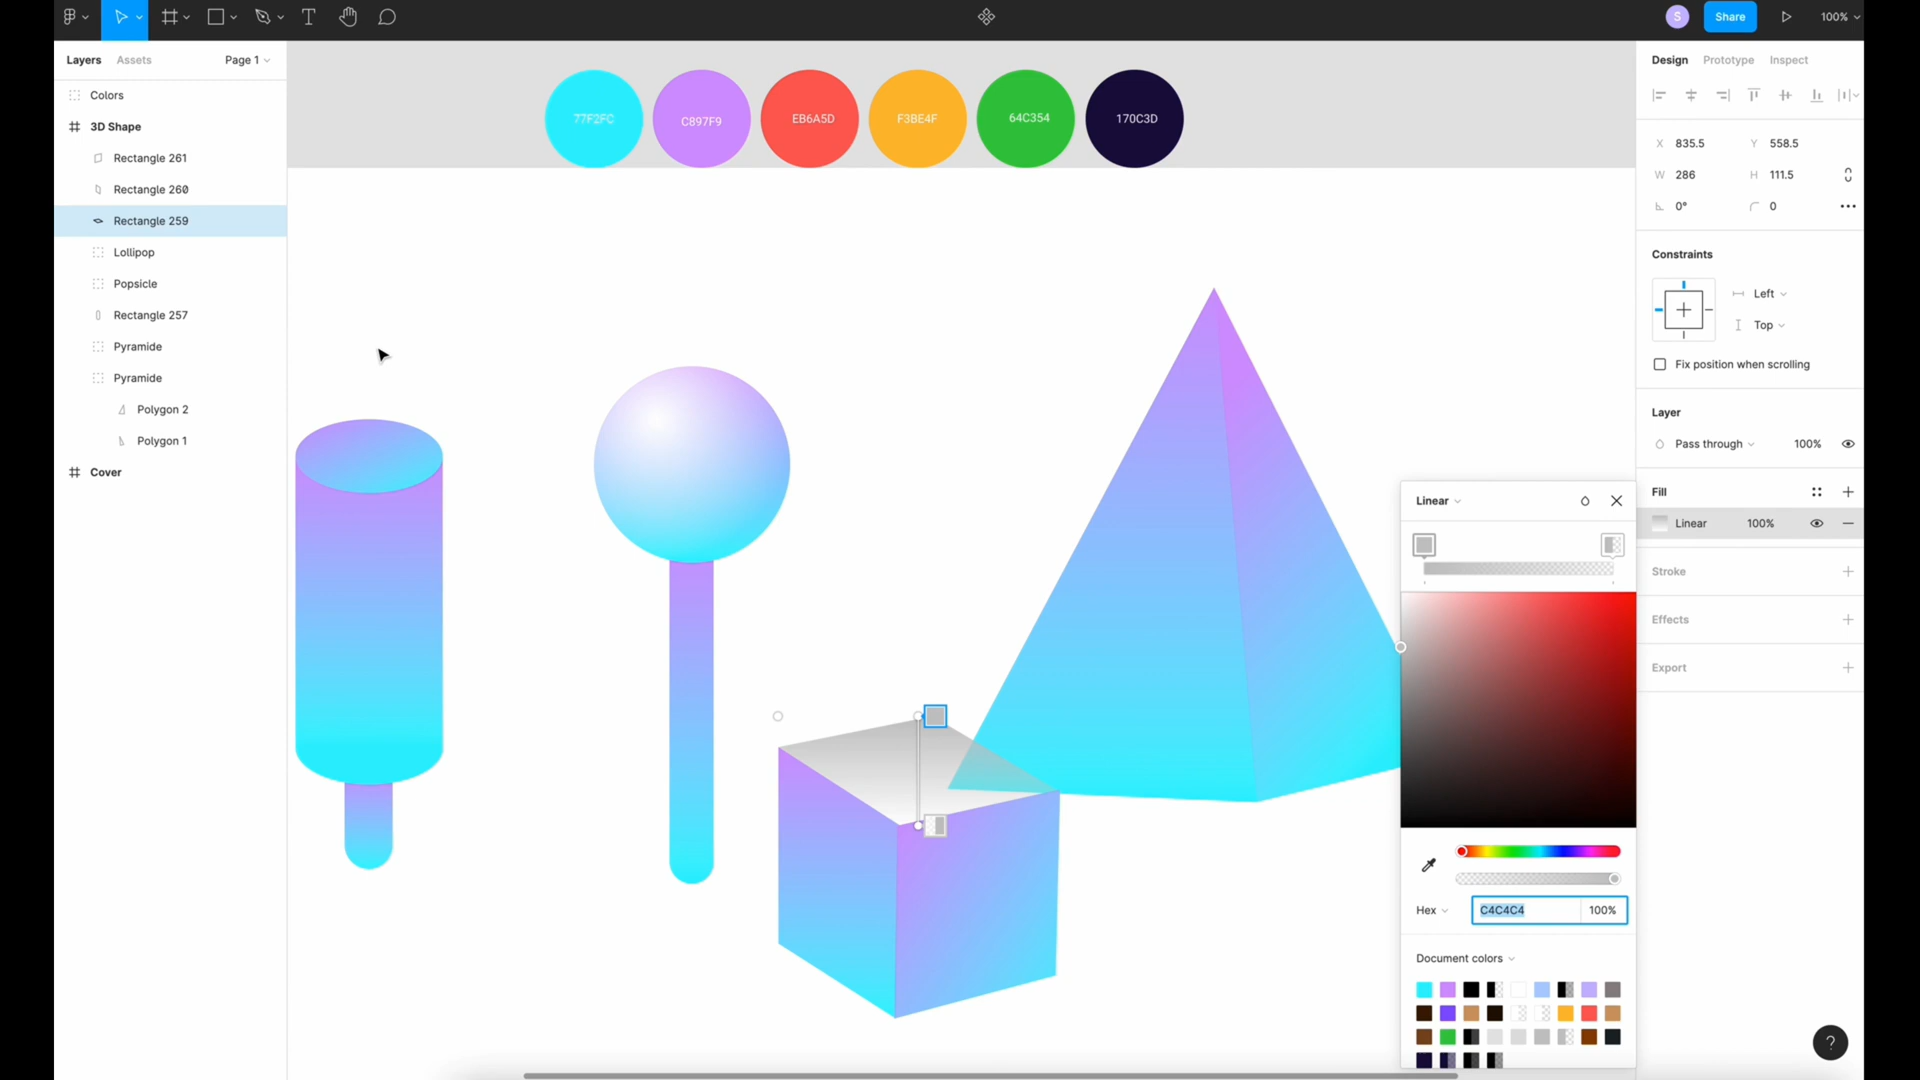 Share
100%
Layers
Assets
Page 1
Colors
3D Shape
Rectangle 261
Rectangle 260
Rectangle 259
Lollipop
Popsicle
Rectangle 257
Pyramide
Pyramide
Polygon 2
Polygon 1
Cover
77F2FC
C897F9
EB6A5D
F3BE4F
64C354
170C3D
Design
Prototype
Inspect
X 835.5
Y 558.5
W 286
H 111.5
0°
0
Constraints
Left
Top
Fix position when scrolling
Layer
Pass through
100%
Fill
Linear
100%
Stroke
Effects
Export
Linear
Hex
C4C4C4
100%
Document colors
S
T
?